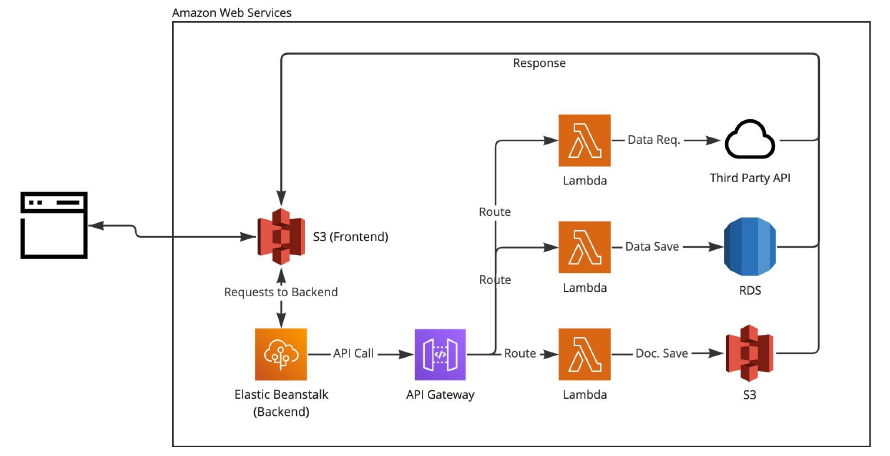 Amazon Web Services
Response
Data Req.
Lambda
Third Party API
Route
S3 (Frontend)
Data Save
Route
Lambda
RDS
Requests to Backend
API Call
Route
Doc. Save
Elastic Beanstalk
(Backend)
API Gateway
Lambda
S3